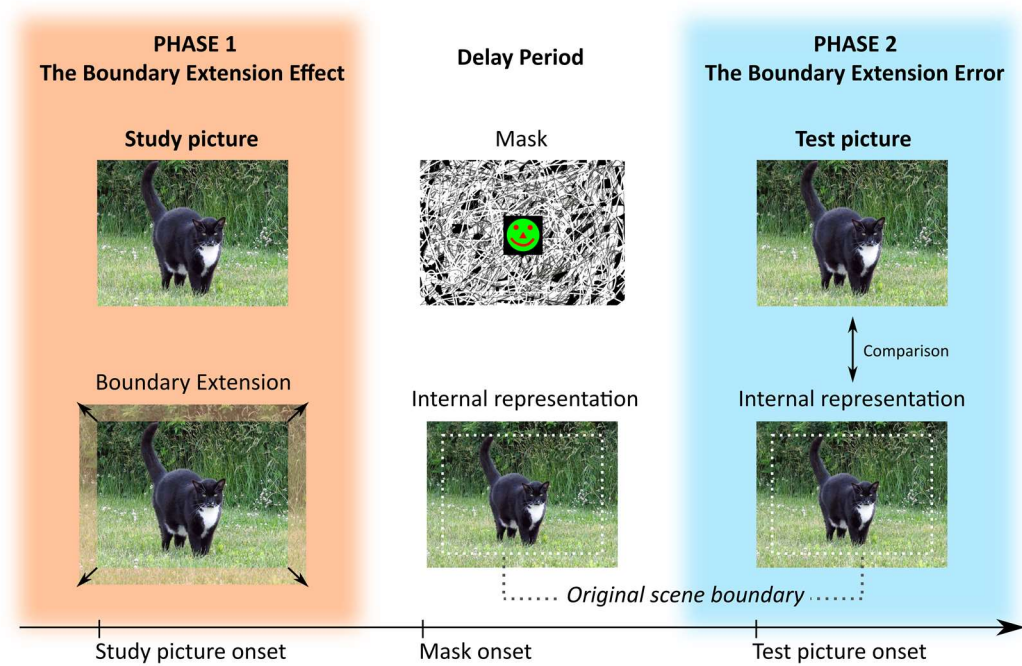 PHASE 1
The Boundary Extension Effect
Delay Period
PHASE 2
The Boundary Extension Error
Study picture
Mask
Test picture
Comparison
Boundary Extension
Internal representation
Internal representation
Original scene boundary
Study picture onset
Mask onset
Test picture onset